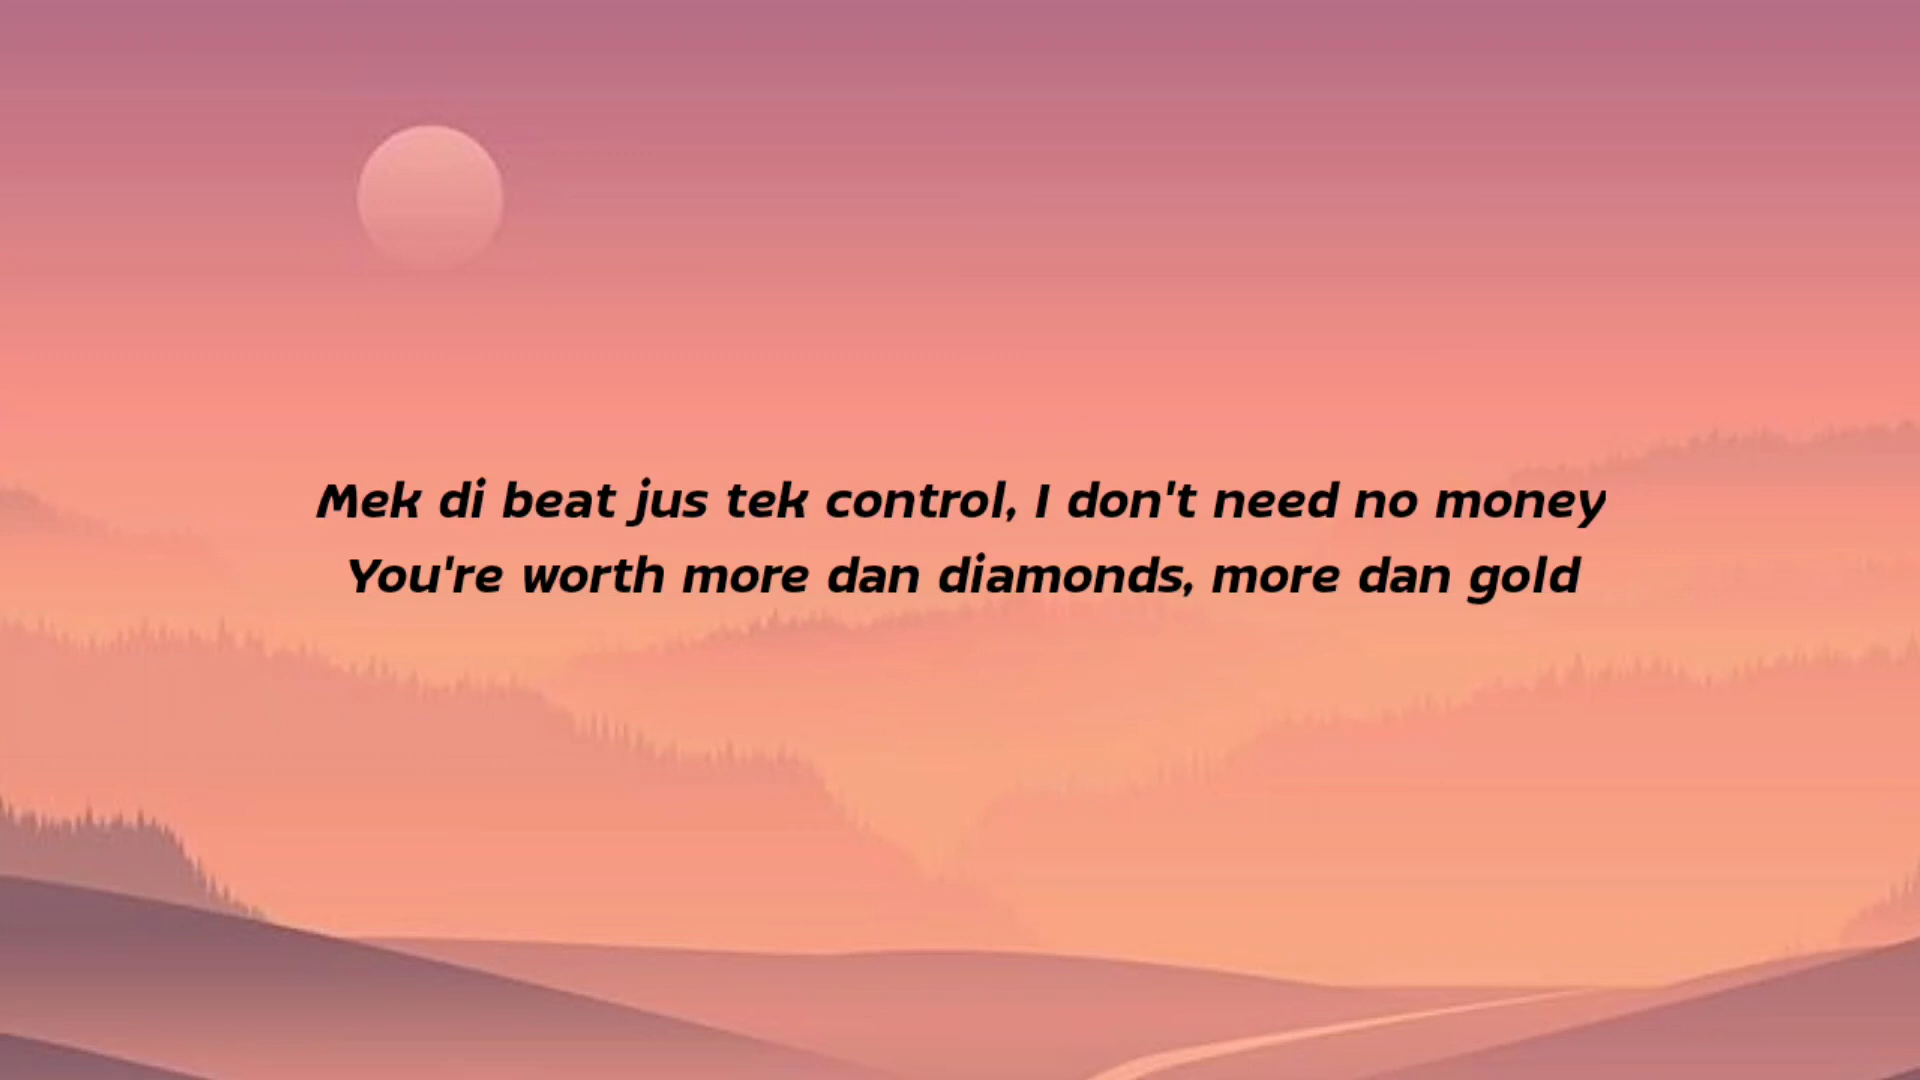 Mek di beat jus tek control, I don't need no money
You're worth more dan diamonds, more dan gold